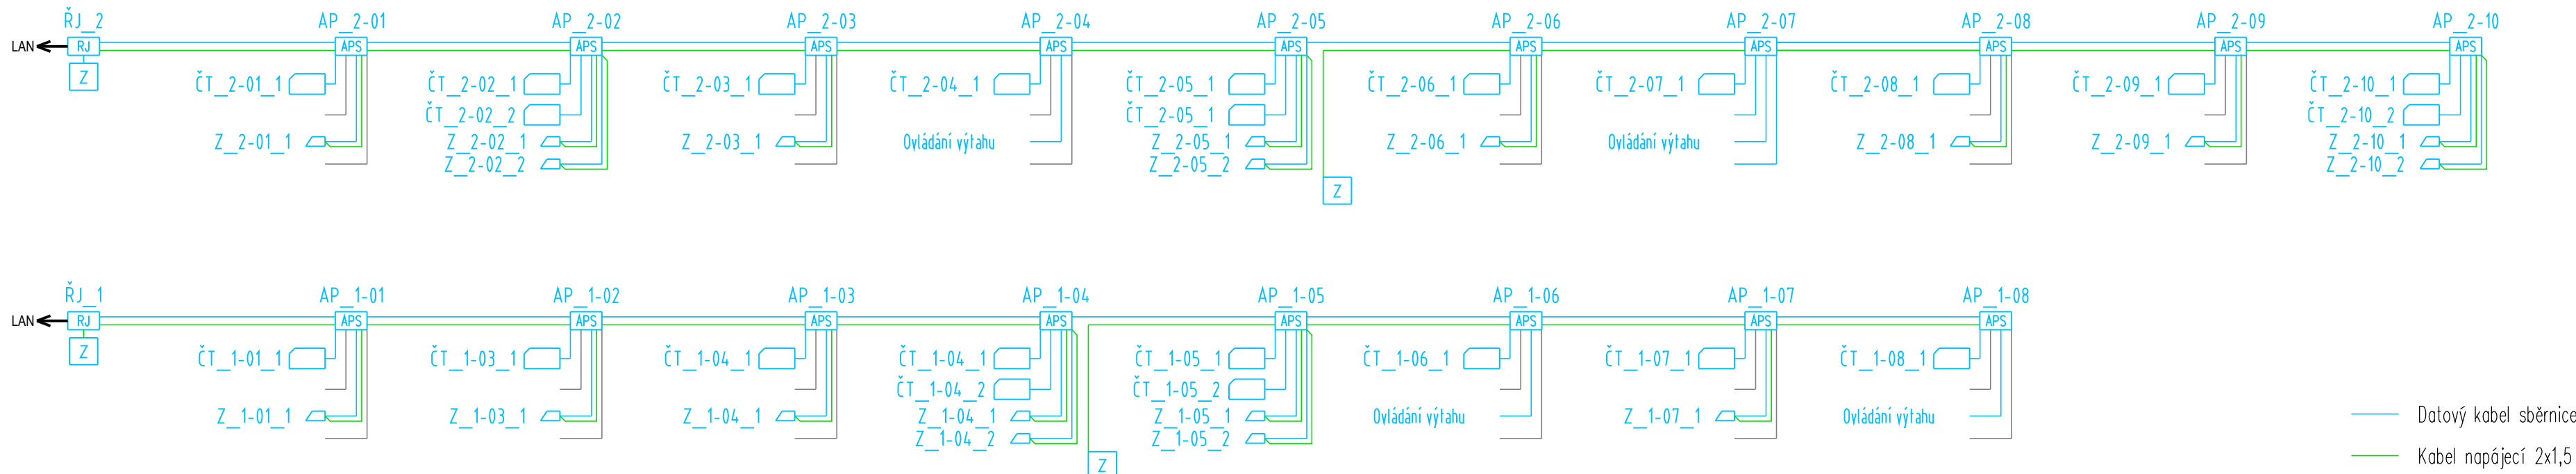 ŘJ_2 AP_2-01 AP_2-02 AP_2-03 AP_2-04 AP_2-05 AP_2-06 AP_2-07 AP_2-08 AP_2-09 AP_2-10
LAN RJ APS APS APS APS APS APS APS APS APS APS
Z ČT_2-01_1 ČT_2-02_1 ČT_2-03_1 ČT_2-04_1 ČT_2-05_1 ČT_2-06_1 ČT_2-07_1 ČT_2-08_1 ČT_2-09_1 ČT_2-10_1
ČT_2-02_2 ČT_2-05_1 ČT_2-10_2
Z_2-01_1 Z_2-02_1 Z_2-03_1 Ovládání výtahu Z_2-05_1 Z_2-06_1 Ovládání výtahu Z_2-08_1 Z_2-09_1 Z_2-10_1
Z_2-02_2 Z_2-05_2 Z_2-10_2
Z
ŘJ_1 AP_1-01 AP_1-02 AP_1-03 AP_1-04 AP_1-05 AP_1-06 AP_1-07 AP_1-08
LAN RJ APS APS APS APS APS APS APS APS
Z ČT_1-01_1 ČT_1-03_1 ČT_1-04_1 ČT_1-04_1 ČT_1-05_1 ČT_1-06_1 ČT_1-07_1 ČT_1-08_1
ČT_1-04_2 ČT_1-05_2
Z_1-01_1 Z_1-03_1 Z_1-04_1 Z_1-04_1 Z_1-05_1 Ovládání výtahu Z_1-07_1 Ovládání výtahu
Z_1-04_2 Z_1-05_2
Z
Datový kabel sběrnice
Kabel napájecí 2x1,5